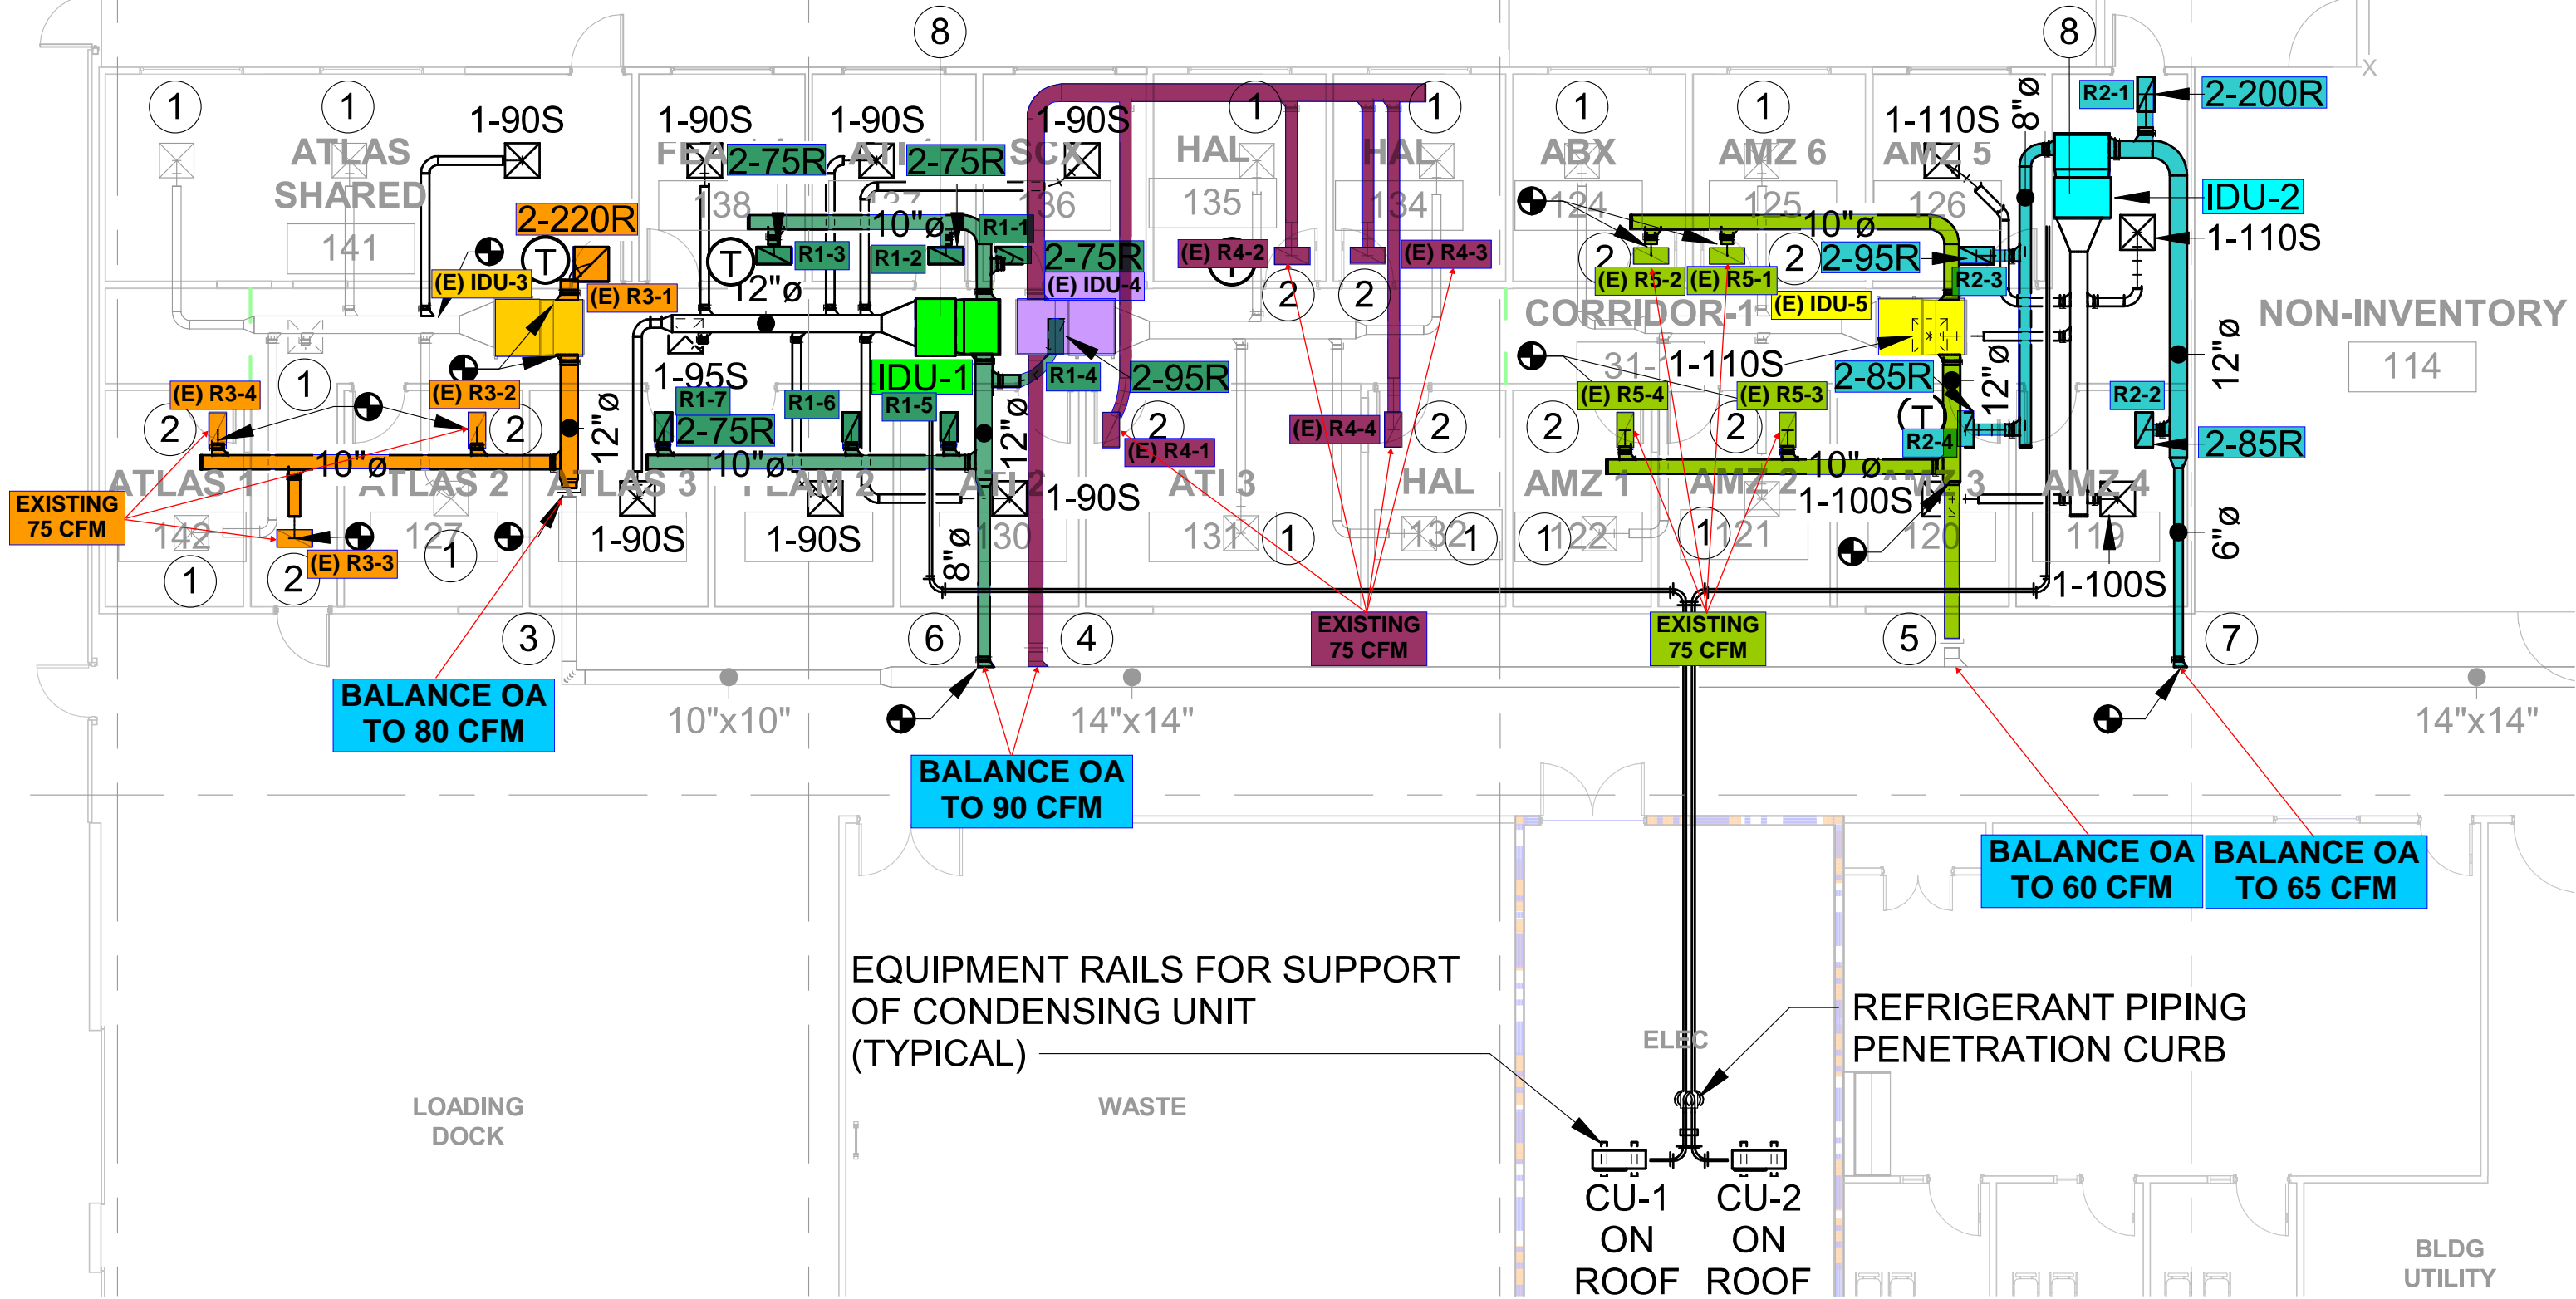 8
8
X
1
1
1-90S
1-90S
1-90S
1-90S
1
1
1
1
1-110S
8"ø
R2-1
2-200R
ATLAS
SHARED
141
2-75R
138
2-75R
SCX
136
HAL
135
HAL
134
ABX
124
AMZ 6
125
AMZ 5
126
IDU-2
1-110S
2-220R
T
(E) IDU-3
(E) R3-1
T
12"ø
R1-3
R1-2
10"ø
R1-1
2-75R
(E) IDU-4
(E) R4-2
T
2
2
(E) R4-3
2
(E) R5-2
(E) R5-1
2
10"ø
2-95R
R2-3
(E) IDU-5
CORRIDOR-1
31-1
NON-INVENTORY
114
1-95S
IDU-1
R1-4
2-95R
1-110S
2-85R
12"ø
12"ø
(E) R3-4
1
(E) R3-2
2
2
12"ø
R1-7
2-75R
R1-6
R1-5
12"ø
2
(E) R4-1
(E) R4-4
2
2
(E) R5-4
2
(E) R5-3
T
R2-4
R2-2
2-85R
10"ø
10"ø
10"ø
ATLAS 1
142
ATLAS 2
127
ATLAS 3
ATI 2
130
ATI 3
131
HAL
132
AMZ 1
122
AMZ 2
121
AMZ 3
120
AMZ 4
119
EXISTING
75 CFM
1-90S
1-90S
1-90S
1-100S
1-100S
1
2
(E) R3-3
1
8"ø
1
1
1
1
6"ø
3
6
4
EXISTING
75 CFM
EXISTING
75 CFM
5
7
BALANCE OA
TO 80 CFM
10"x10"
14"x14"
14"x14"
BALANCE OA
TO 90 CFM
BALANCE OA
TO 60 CFM
BALANCE OA
TO 65 CFM
EQUIPMENT RAILS FOR SUPPORT
OF CONDENSING UNIT
(TYPICAL)
ELEC
REFRIGERANT PIPING
PENETRATION CURB
LOADING
DOCK
WASTE
CU-1
ON
ROOF
CU-2
ON
ROOF
BLDG
UTILITY